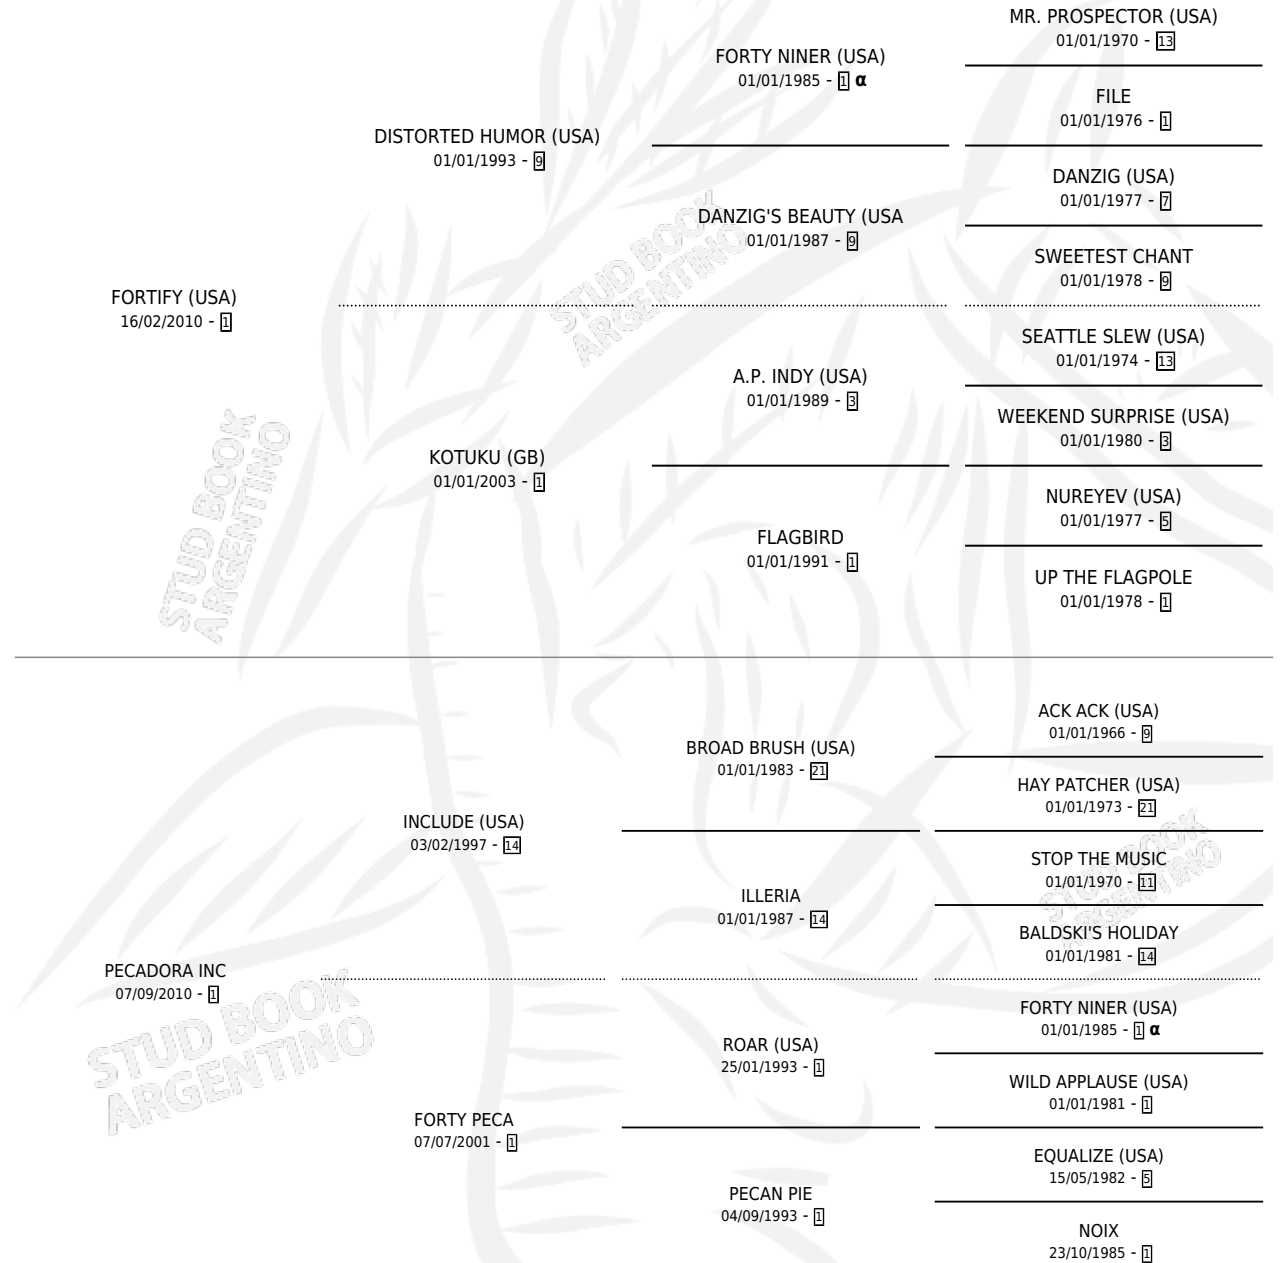 MR. PROSPECTOR (USA)
01/01/1970 - 13
FORTY NINER (USA)
01/01/1985 - 1 α
FILE
01/01/1976 - 1
DISTORTED HUMOR (USA)
01/01/1993 - 9
DANZIG (USA)
01/01/1977 - 7
DANZIG'S BEAUTY (USA
01/01/1987 - 9
SWEETEST CHANT
01/01/1978 - 9
FORTIFY (USA)
16/02/2010 - 1
SEATTLE SLEW (USA)
01/01/1974 - 13
A.P. INDY (USA)
01/01/1989 - 3
WEEKEND SURPRISE (USA)
01/01/1980 - 3
KOTUKU (GB)
01/01/2003 - 1
NUREYEV (USA)
01/01/1977 - 5
FLAGBIRD
01/01/1991 - 1
UP THE FLAGPOLE
01/01/1978 - 1
STUD BOOK
ARGENTINO
STUD BOOK
ARGENTINO
ACK ACK (USA)
01/01/1966 - 9
BROAD BRUSH (USA)
01/01/1983 - 21
HAY PATCHER (USA)
01/01/1973 - 21
INCLUDE (USA)
03/02/1997 - 14
STOP THE MUSIC
01/01/1970 - 11
ILLERIA
01/01/1987 - 14
BALDSKI'S HOLIDAY
01/01/1981 - 14
PECADORA INC
07/09/2010 - 1
FORTY NINER (USA)
01/01/1985 - 1 α
ROAR (USA)
25/01/1993 - 1
WILD APPLAUSE (USA)
01/01/1981 - 1
FORTY PECA
07/07/2001 - 1
EQUALIZE (USA)
15/05/1982 - 5
PECAN PIE
04/09/1993 - 1
NOIX
23/10/1985 - 1
STUD BOOK
ARGENTINO
STUD BOOK
ARGENTINO